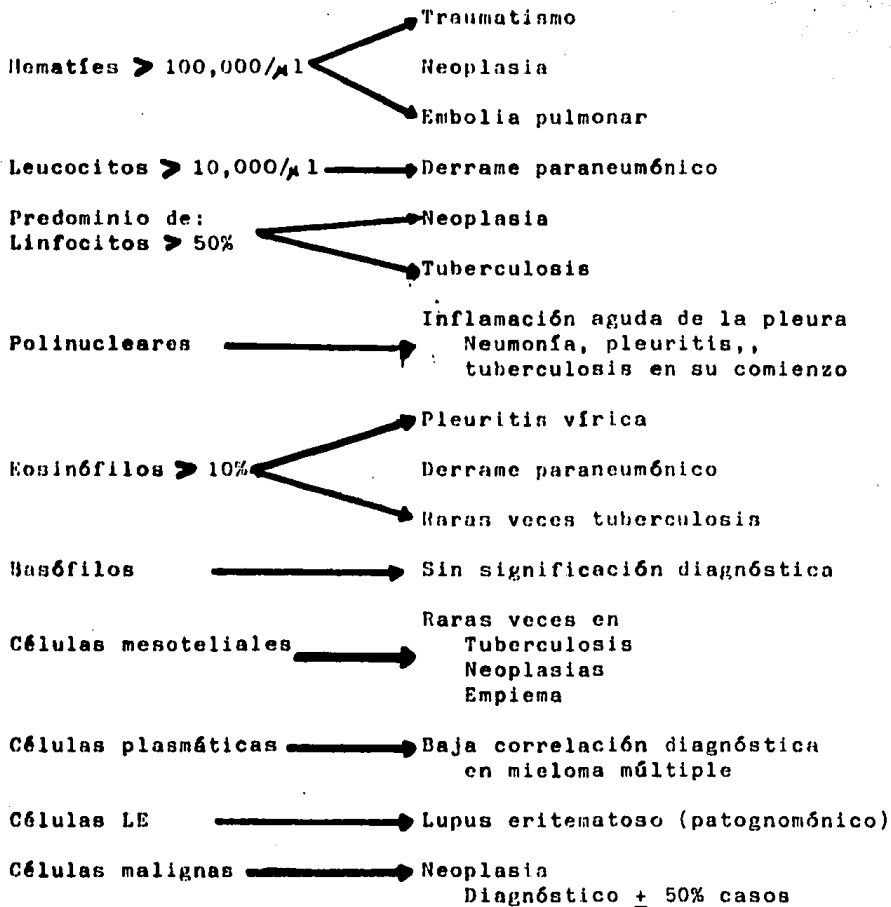 Traumatismo
Hematíes > 100,000/µl
Neoplasia
Embolia pulmonar
Leucocitos > 10,000/µl
Derrame paraneumónico
Predominio de:
Linfocitos > 50%
Neoplasia
Tuberculosis
Polinucleares
Inflamación aguda de la pleura
Neumonía, pleuritis,,
tuberculosis en su comienzo
Pleuritis vírica
Eosinófilos > 10%
Derrame paraneumónico
Raras veces tuberculosis
Basófilos
Sin significación diagnóstica
Células mesoteliales
Raras veces en
Tuberculosis
Neoplasias
Empiema
Células plasmáticas
Baja correlación diagnóstica
en mieloma múltiple
Células LE
Lupus eritematoso (patognomónico)
Células malignas
Neoplasia
Diagnóstico ± 50% casos